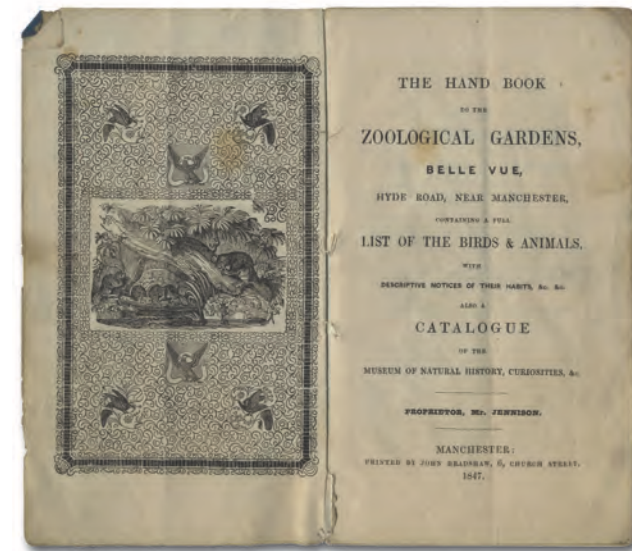 THE HAND BOOK
TO THE
ZOOLOGICAL GARDENS,
BELLE VUE,
HYDE ROAD, NEAR MANCHESTER,
CONTAINING A FULL
LIST OF THE BIRDS & ANIMALS,
WITH
DESCRIPTIVE NOTICES OF THEIR HABITS, &c. &c.
ALSO A
CATALOGUE
OF THE
MUSEUM OF NATURAL HISTORY, CURIOSITIES, &c
PROPRIETOR, Mr. JENNISON.
MANCHESTER:
PRINTED BY JOHN BRADSHAW, 6, CHURCH STREET.
1847.